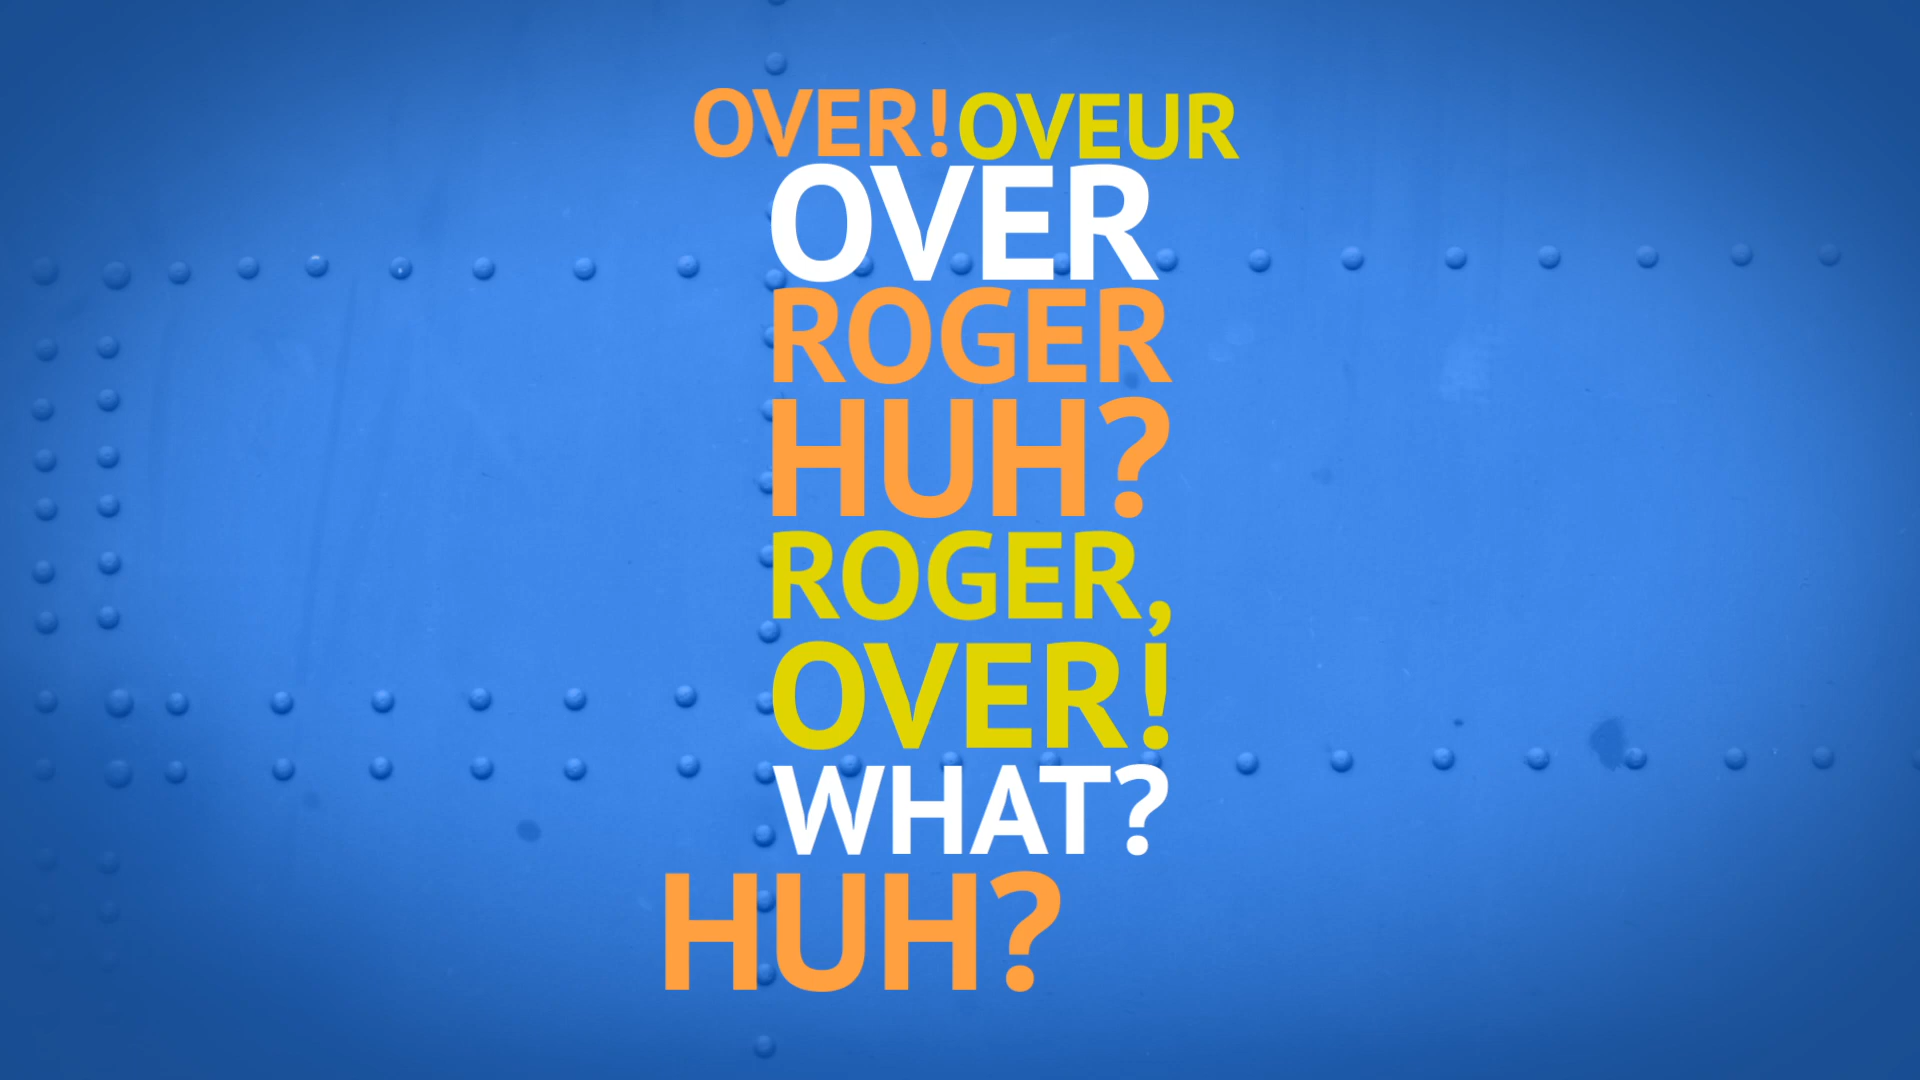 OVER! OVEUR
OVER
ROGER
HUH?
ROGER,
OVER!
WHAT?
HUH?